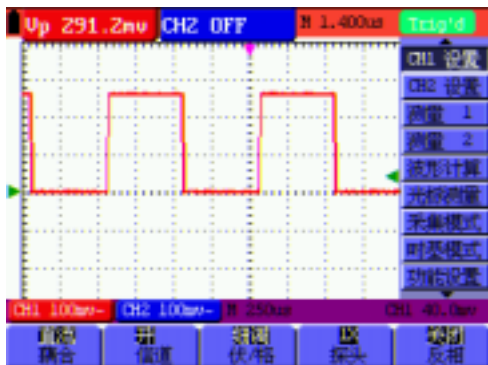 Vp 291.2mv CH2 OFF M 1.400us Trig'd
CH1 设置
CH2 设置
测量 1
测量 2
波形计算
光标测量
采集模式
时基模式
功能设置
CH1 100mv~ CH2 100mv~ M 250us CH1 40.0mv
直流 开 细调 1X 关闭
耦合 信道 伏/格 探头 反相